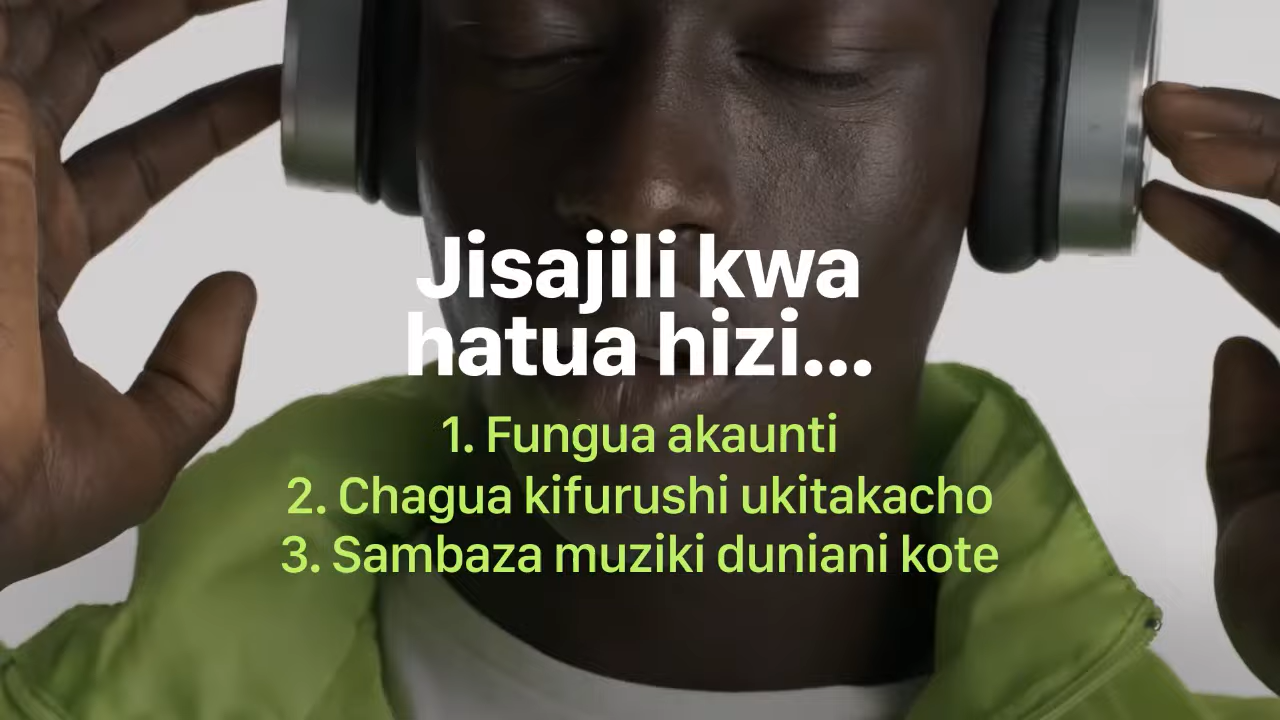 Jisajili kwa
hatua hizi...
1. Fungua akaunti
2. Chagua kifurushi ukitakacho
3. Sambaza muziki duniani kote